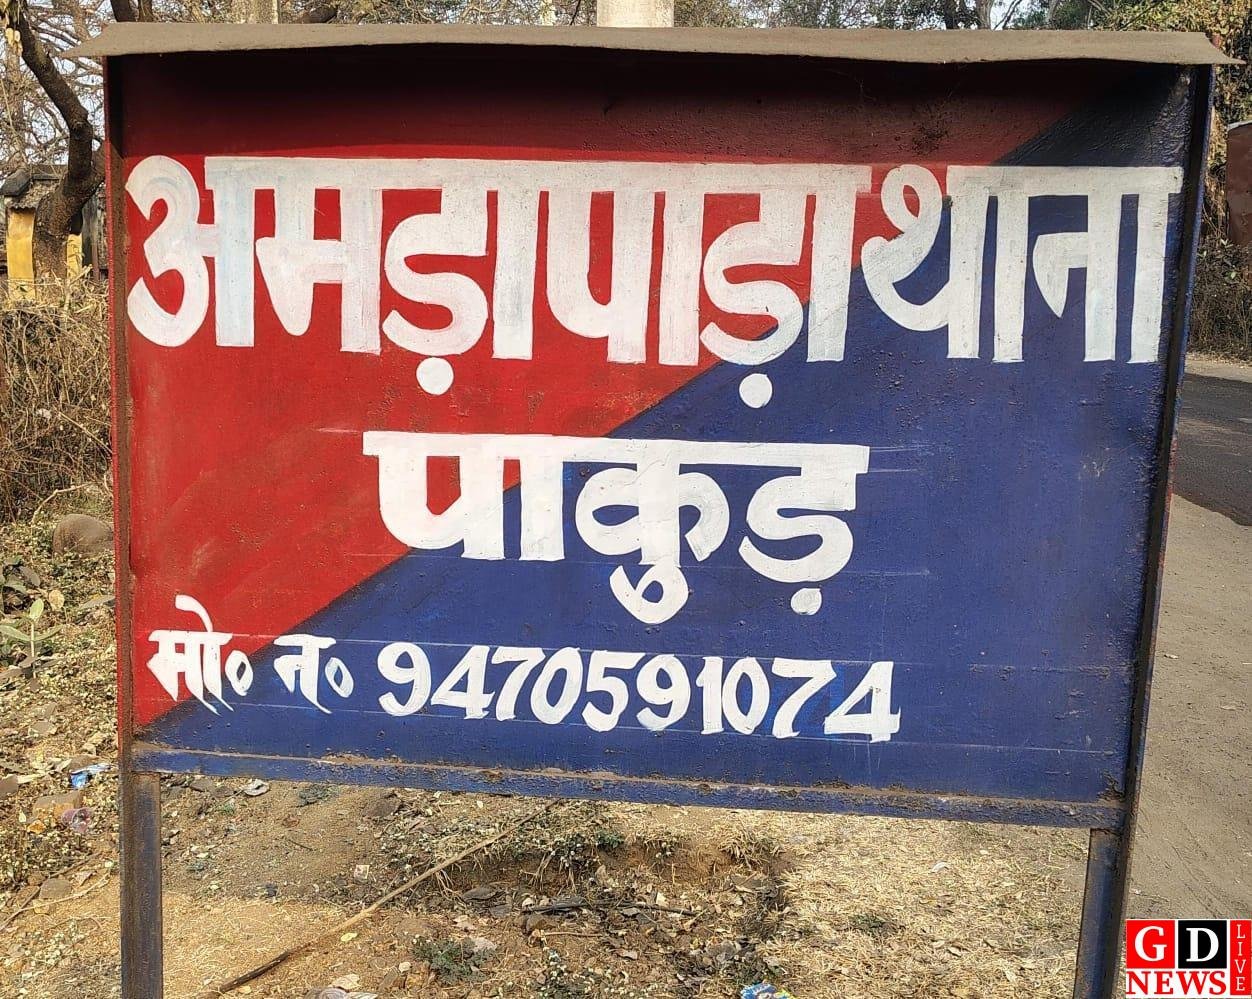 अमड़ापाड़ा थाना
पाकुड़
मो० न० 9470591074
GD
NEWS
LIVE